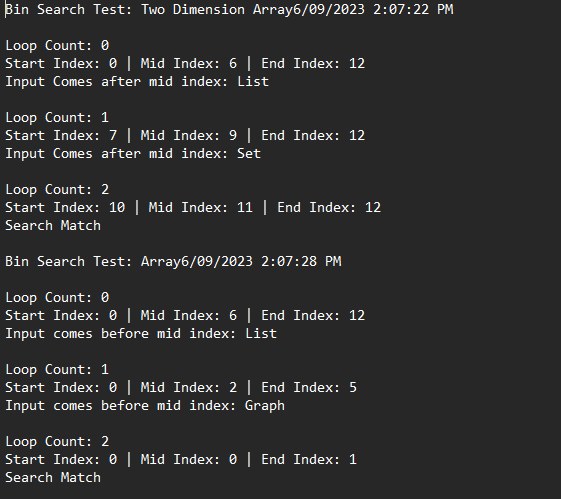 Bin Search Test: Two Dimension Array6/09/2023 2:07:22 PM
Loop Count: 0
Start Index: 0 | Mid Index: 6 | End Index: 12
Input Comes after mid index: List
Loop Count: 1
Start Index: 7 | Mid Index: 9 | End Index: 12
Input Comes after mid index: Set
Loop Count: 2
Start Index: 10 | Mid Index: 11 | End Index: 12
Search Match
Bin Search Test: Array6/09/2023 2:07:28 PM
Loop Count: 0
Start Index: 0 | Mid Index: 6 | End Index: 12
Input comes before mid index: List
Loop Count: 1
Start Index: 0 | Mid Index: 2 | End Index: 5
Input comes before mid index: Graph
Loop Count: 2
Start Index: 0 | Mid Index: 0 | End Index: 1
Search Match